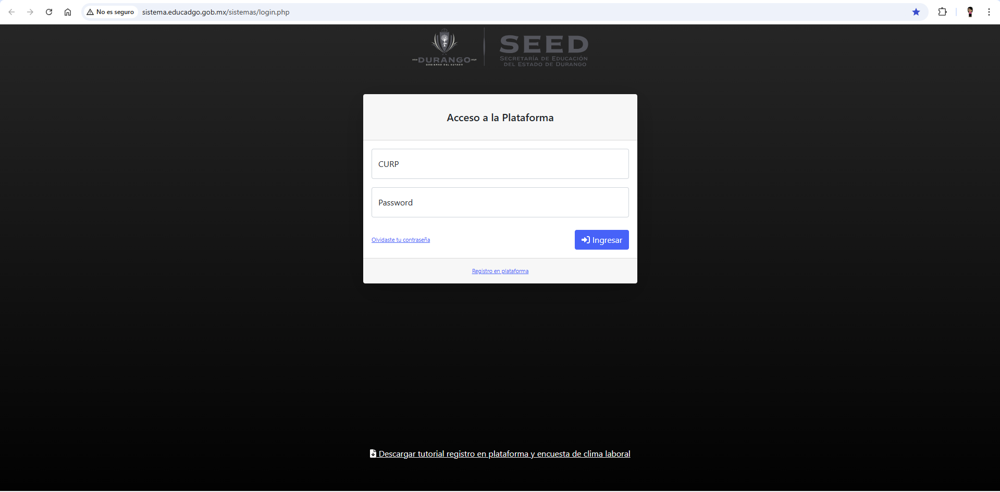 No es seguro sistema.educadgo.gob.mx/sistemas/login.php
2022 DURANGO 2028
GOBIERNO DEL ESTADO
SEED
SECRETARÍA DE EDUCACIÓN
DEL ESTADO DE DURANGO
Acceso a la Plataforma
CURP
Password
Olvidaste tu contraseña
Ingresar
Registro en plataforma
Descargar tutorial registro en plataforma y encuesta de clima laboral